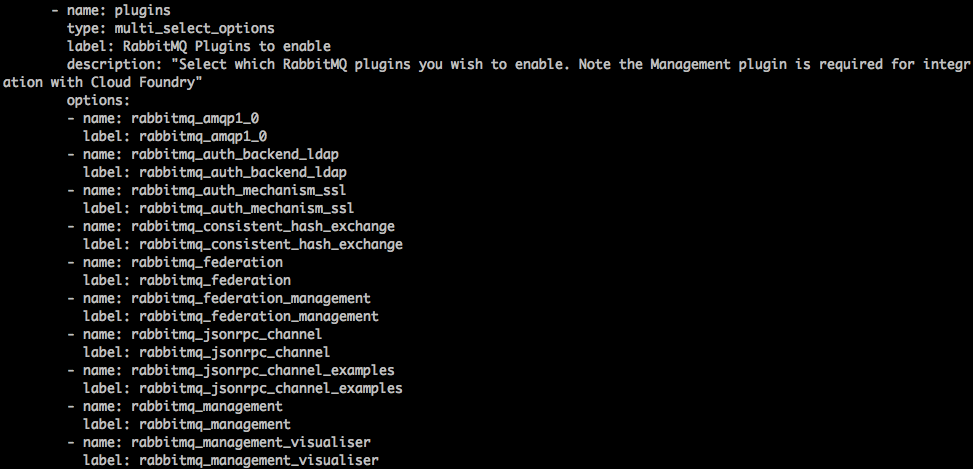 - name: plugins
type: multi_select_options
label: RabbitMQ Plugins to enable
description: "Select which RabbitMQ plugins you wish to enable. Note the Management plugin is required for integr
ation with Cloud Foundry"
options:
- name: rabbitmq_amqp1_0
label: rabbitmq_amqp1_0
- name: rabbitmq_auth_backend_ldap
label: rabbitmq_auth_backend_ldap
- name: rabbitmq_auth_mechanism_ssl
label: rabbitmq_auth_mechanism_ssl
- name: rabbitmq_consistent_hash_exchange
label: rabbitmq_consistent_hash_exchange
- name: rabbitmq_federation
label: rabbitmq_federation
- name: rabbitmq_federation_management
label: rabbitmq_federation_management
- name: rabbitmq_jsonrpc_channel
label: rabbitmq_jsonrpc_channel
- name: rabbitmq_jsonrpc_channel_examples
label: rabbitmq_jsonrpc_channel_examples
- name: rabbitmq_management
label: rabbitmq_management
- name: rabbitmq_management_visualiser
label: rabbitmq_management_visualiser